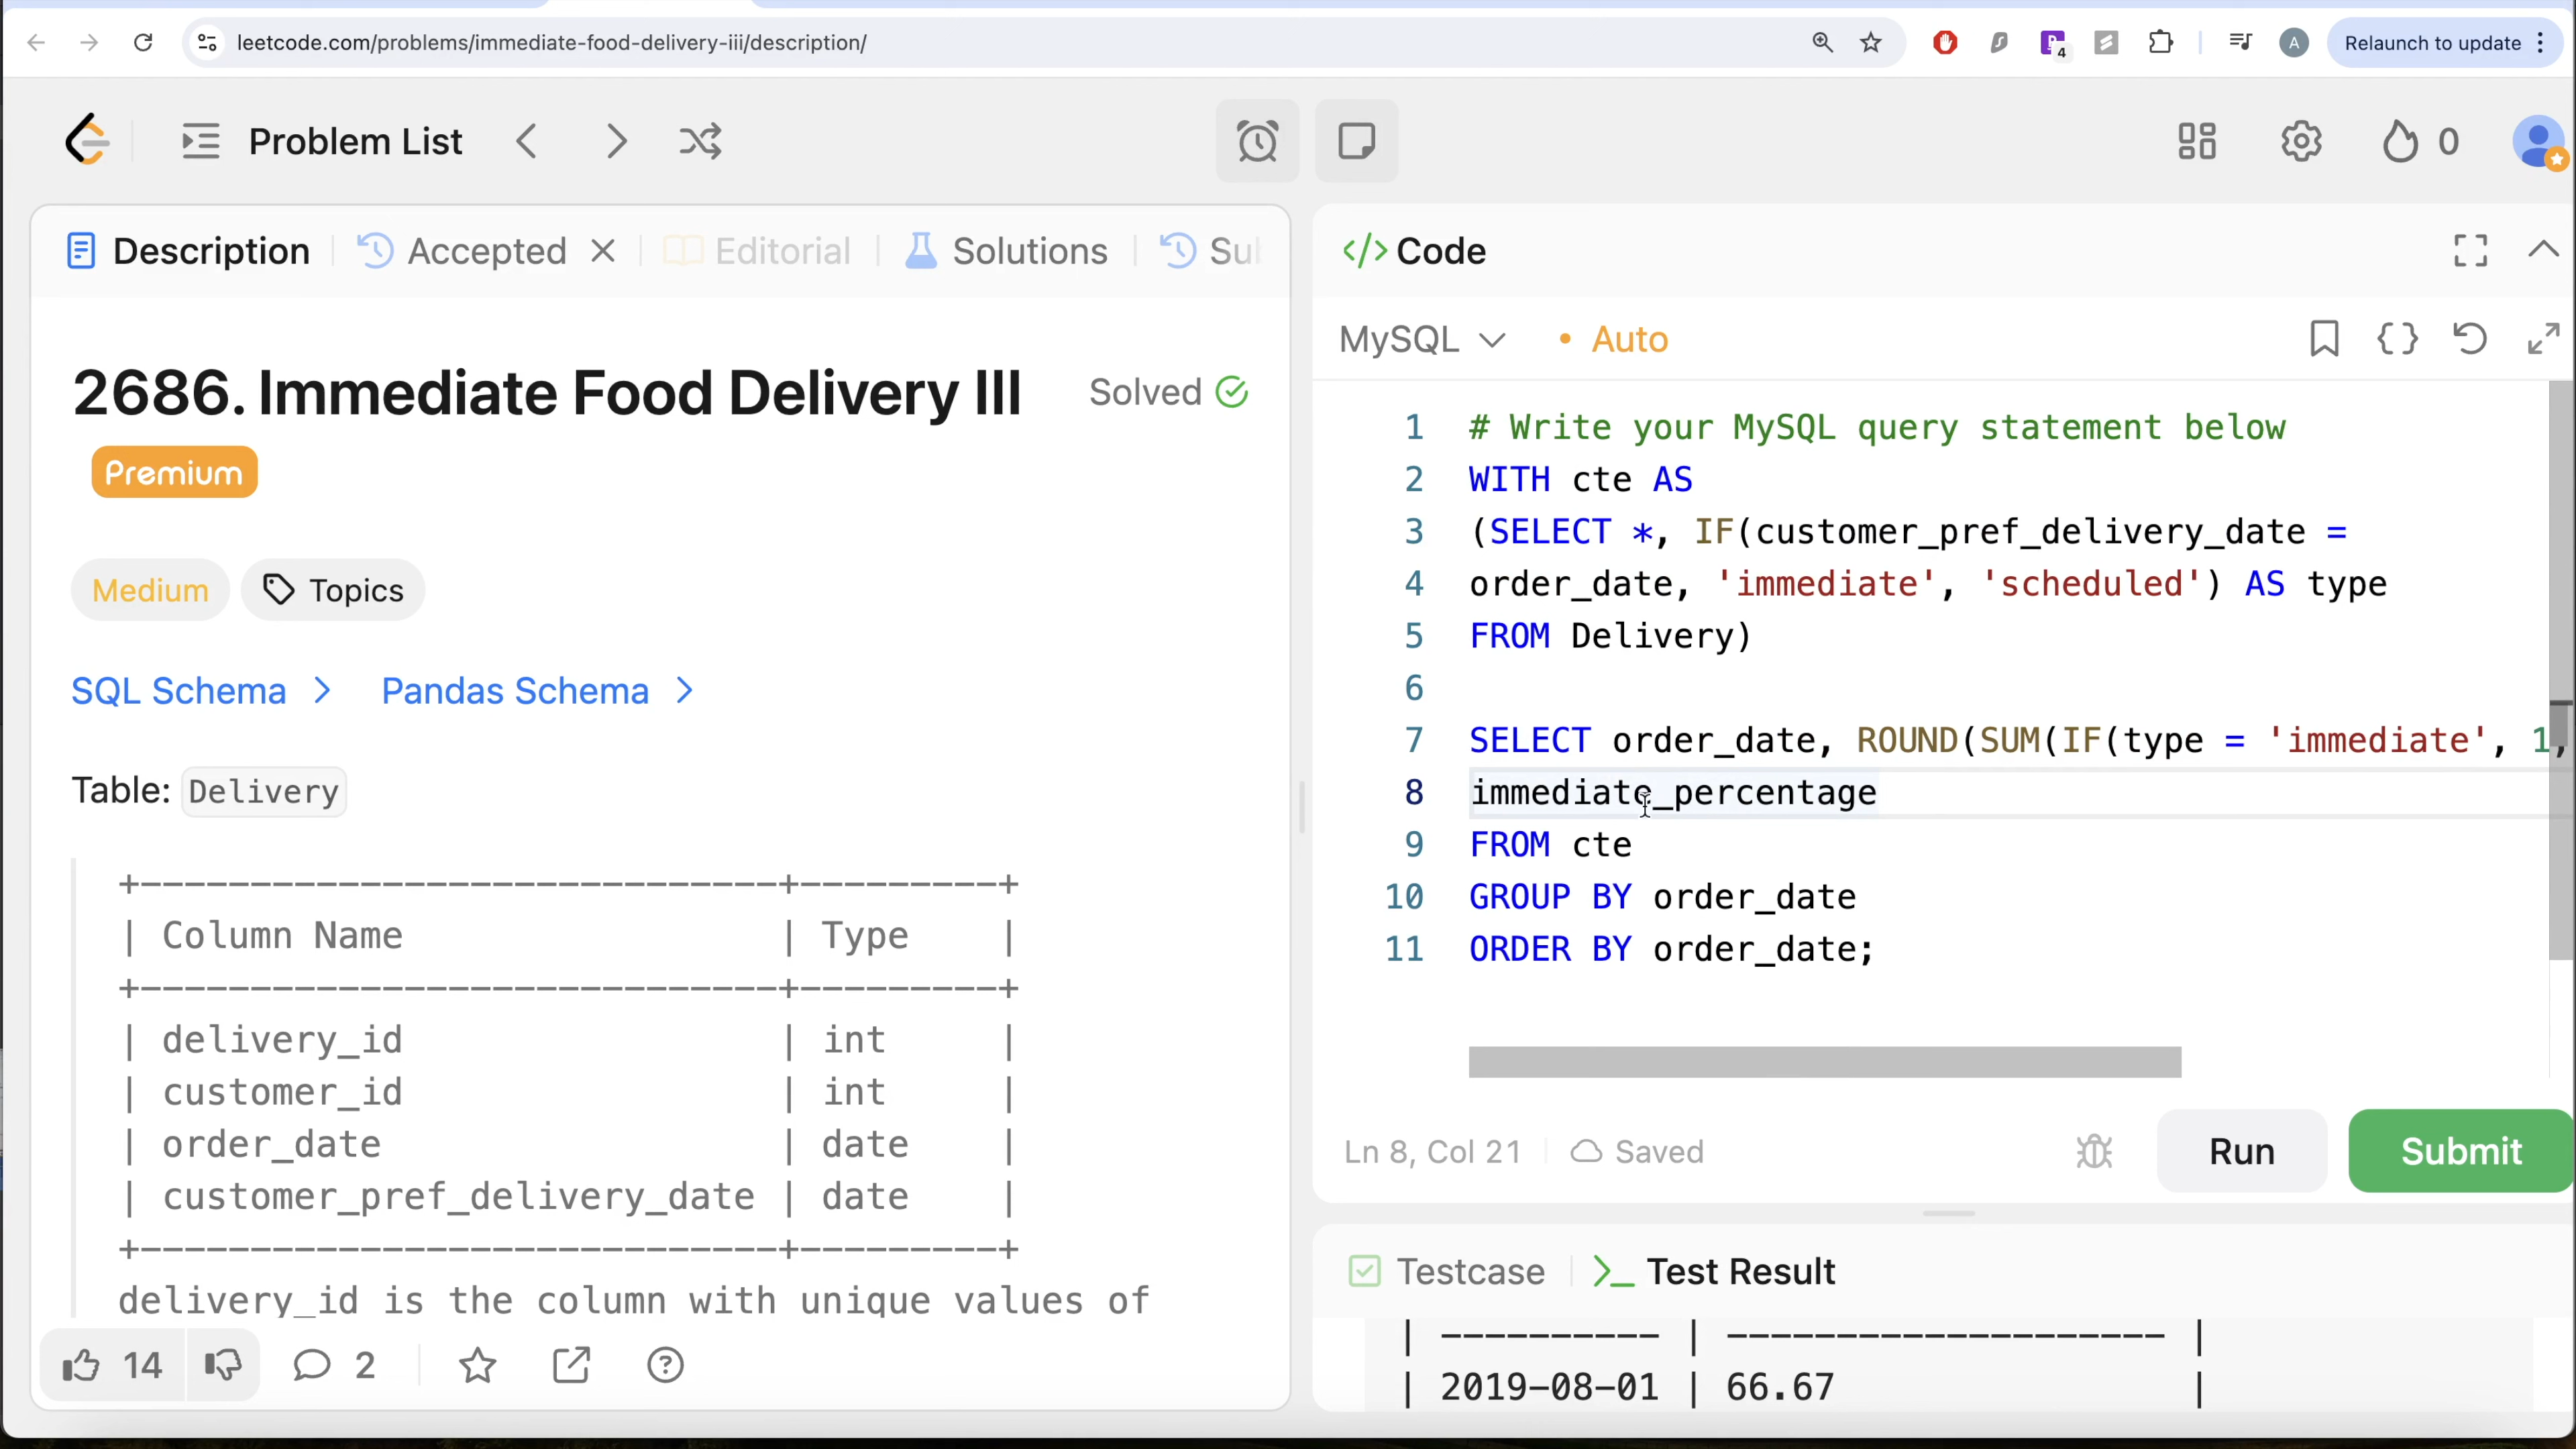 leetcode.com/problems/immediate-food-delivery-iii/description/
4
A
Relaunch to update
Problem List
0
Description
Accepted
Editorial
Solutions
2686. Immediate Food Delivery III
Solved
Premium
Medium
Topics
SQL Schema
Pandas Schema
Table: Delivery
+------------------------------+---------+
| Column Name | Type |
+------------------------------+---------+
| delivery_id | int |
| customer_id | int |
| order_date | date |
| customer_pref_delivery_date | date |
+------------------------------+---------+
delivery_id is the column with unique values of
14
2
</> Code
MySQL
• Auto
1 # Write your MySQL query statement below
2 WITH cte AS
3 (SELECT *, IF(customer_pref_delivery_date =
4 order_date, 'immediate', 'scheduled') AS type
5 FROM Delivery)
6
7 SELECT order_date, ROUND(SUM(IF(type = 'immediate', 1,
8 immediate_percentage
9 FROM cte
10 GROUP BY order_date
11 ORDER BY order_date;
Ln 8, Col 21
Saved
Run
Submit
Testcase
>_ Test Result
| ---------- | -------------------- |
| 2019-08-01 | 66.67 |